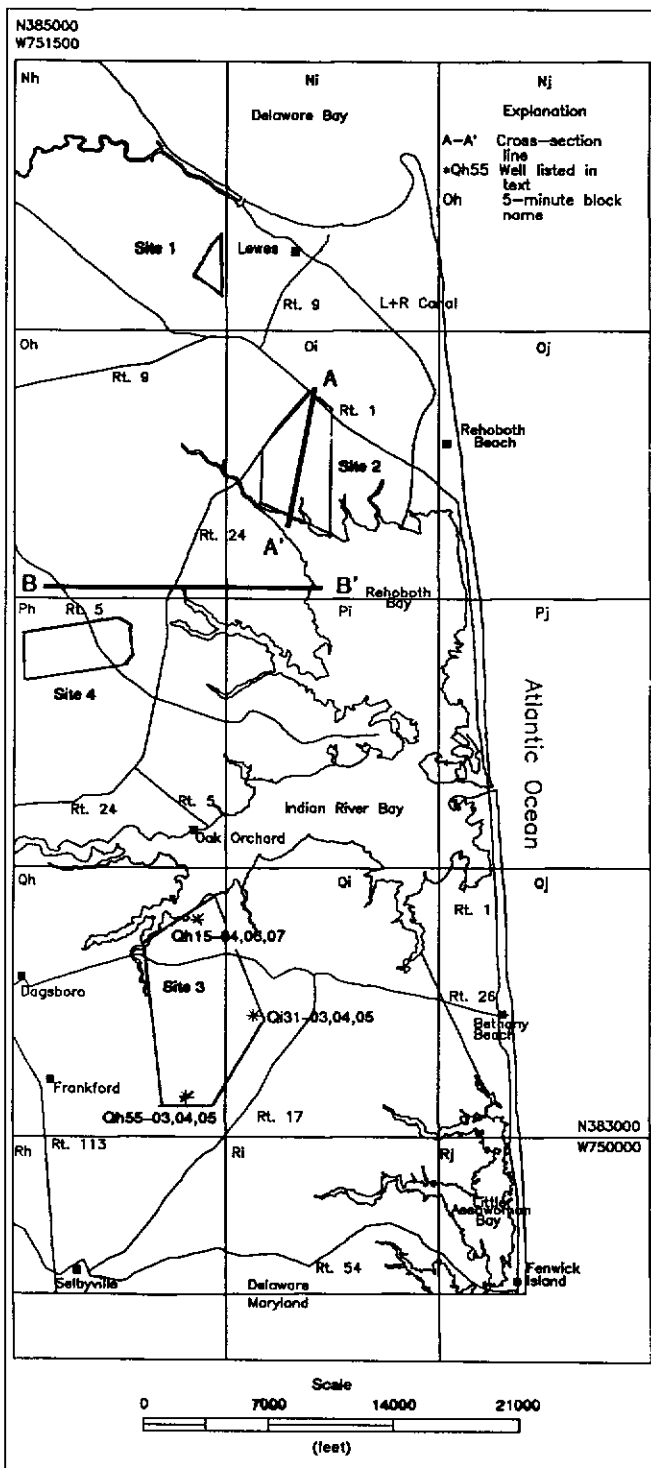 N385000
W751500
Nh
Ni
Nj
Delaware Bay
Explanation
A-A' Cross-section
line
*Qh55 Well listed in
text
Oh 5-minute block
name
Site 1
Lewes
Rt. 9
L+R Canal
Oh
Oi
Oj
Rt. 9
A
Rt. 1
Rehoboth
Beach
Site 2
Rt. 24
A'
B
B'
Rehoboth
Bay
Ph
Rt. 5
Pi
Pj
Site 4
Atlantic Ocean
Rt. 24
Rt. 5
Indian River Bay
Oak Orchard
Qh
Qi
Qj
Rt. 1
Qh15-04,06,07
Site 3
Dagsboro
Rt. 26
Qi31-03,04,05
Bethany
Beach
Frankford
Qh55-03,04,05
Rt. 17
N383000
Rh
Rt. 113
Ri
Rj
W750000
Little
Assawoman
Bay
Rt. 54
Selbyville
Delaware
Maryland
Fenwick
Island
Scale
0 7000 14000 21000
(feet)